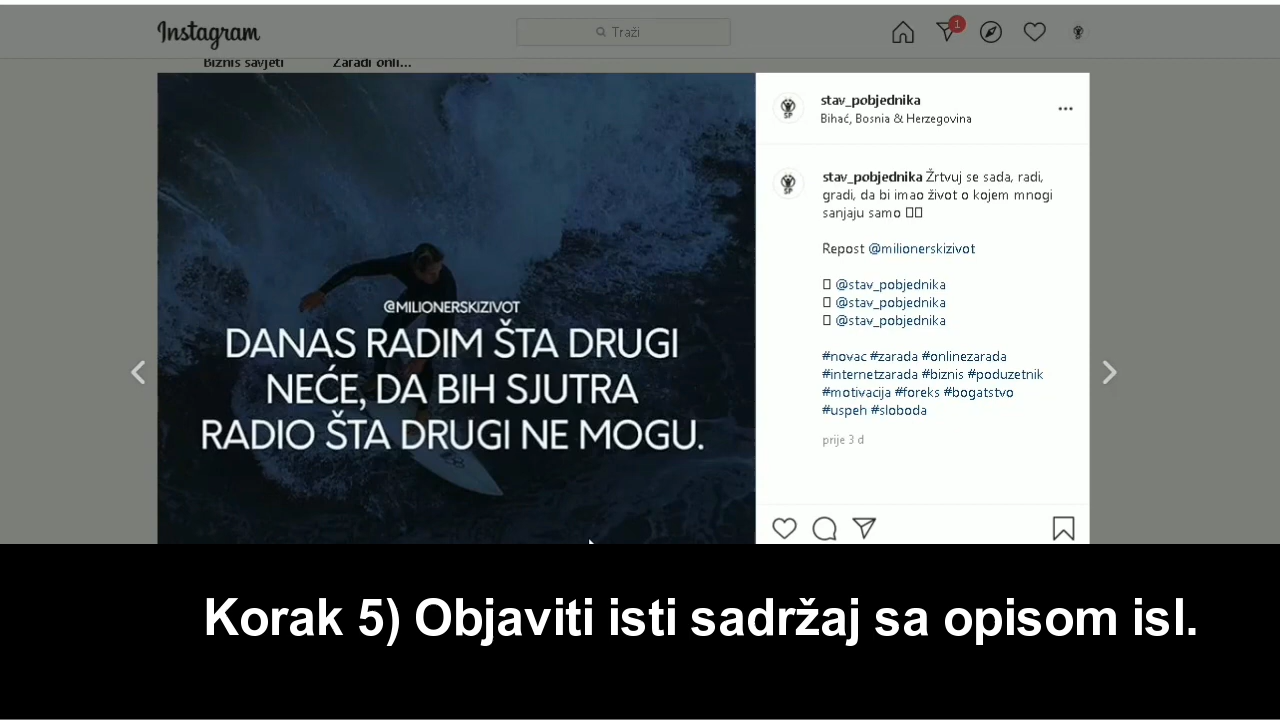 Instagram
Traži
1
Biznis savjeti
Zaradi onli...
@MILIONERSKIZIVOT
DANAS RADIM ŠTA DRUGI
NEĆE, DA BIH SJUTRA
RADIO ŠTA DRUGI NE MOGU.
SP
stav_pobjednika
Bihać, Bosnia & Herzegovina
SP
stav_pobjednika Žrtvuj se sada, radi,
gradi, da bi imao život o kojem mnogi
sanjaju samo
Repost @milionerskizivot
@stav_pobjednika
@stav_pobjednika
@stav_pobjednika
#novac #zarada #onlinezarada
#internetzarada #biznis #poduzetnik
#motivacija #foreks #bogatstvo
#uspeh #sloboda
prije 3 d
Korak 5) Objaviti isti sadržaj sa opisom isl.